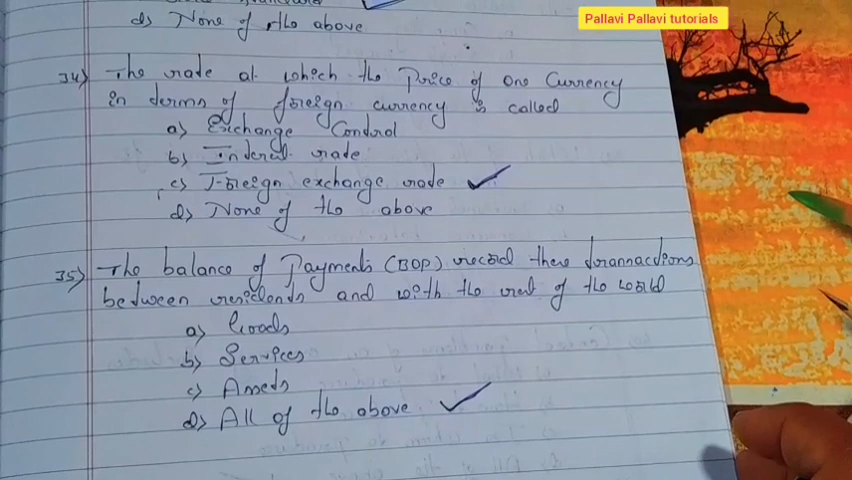 Pallavi Pallavi tutorials
d) None of the above
34) The rate at which the Price of one Currency
in terms of foreign currency is called
a) Exchange Control
b) Interest rate
c) Foreign exchange rate
d) None of the above
35) The balance of Payments (BOP) record these transactions
between residents and with the rest of the world
a) Goods
b) Services
c) Assets
d) All of the above